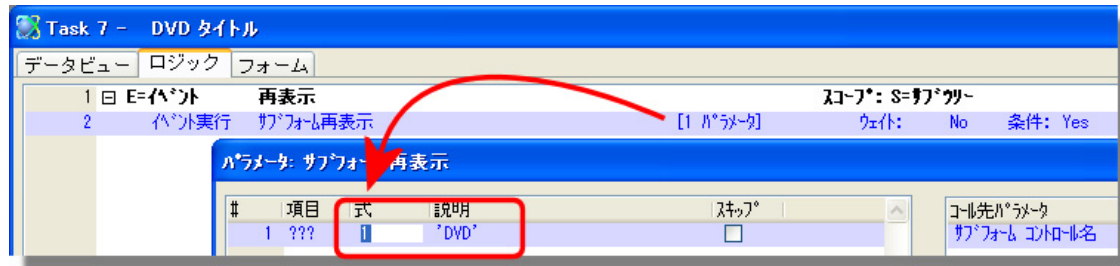 Task 7 - DVD タイトル
データビュー ロジック フォーム
1 E=イベント 再表示 スコープ: S=サブツリー
2 イベント実行 サブフォーム再表示 [1 パラメータ] ウェイト: No 条件: Yes
パラメータ: サブフォ 再表示
# 項目 式 説明 スキップ コール先パラメータ
1 ??? 1 'DVD' サブフォーム コントロール名